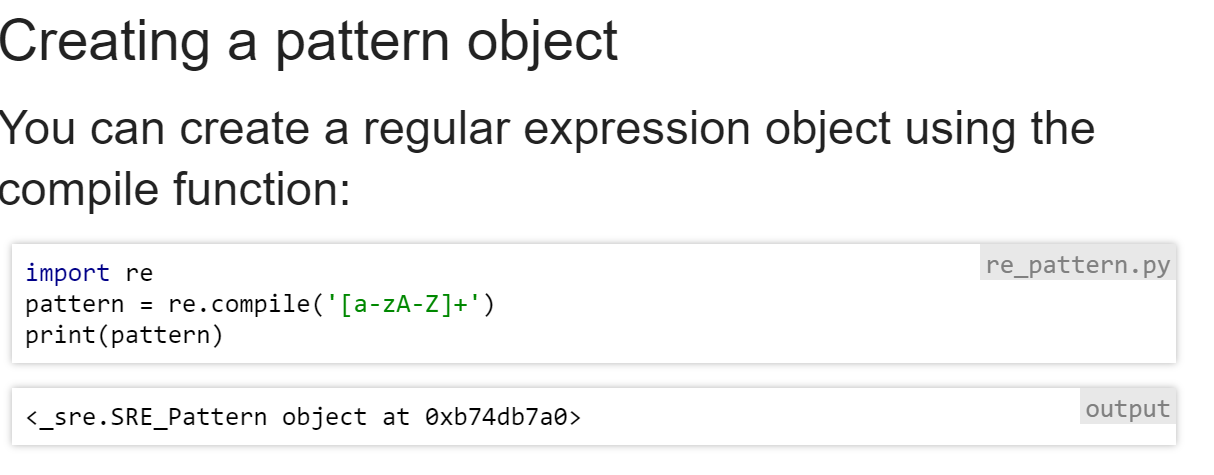 Creating a pattern object
You can create a regular expression object using the
compile function:
re_pattern.py
import re
pattern = re.compile('[a-zA-Z]+')
print(pattern)
output
<_sre.SRE_Pattern object at 0xb74db7a0>